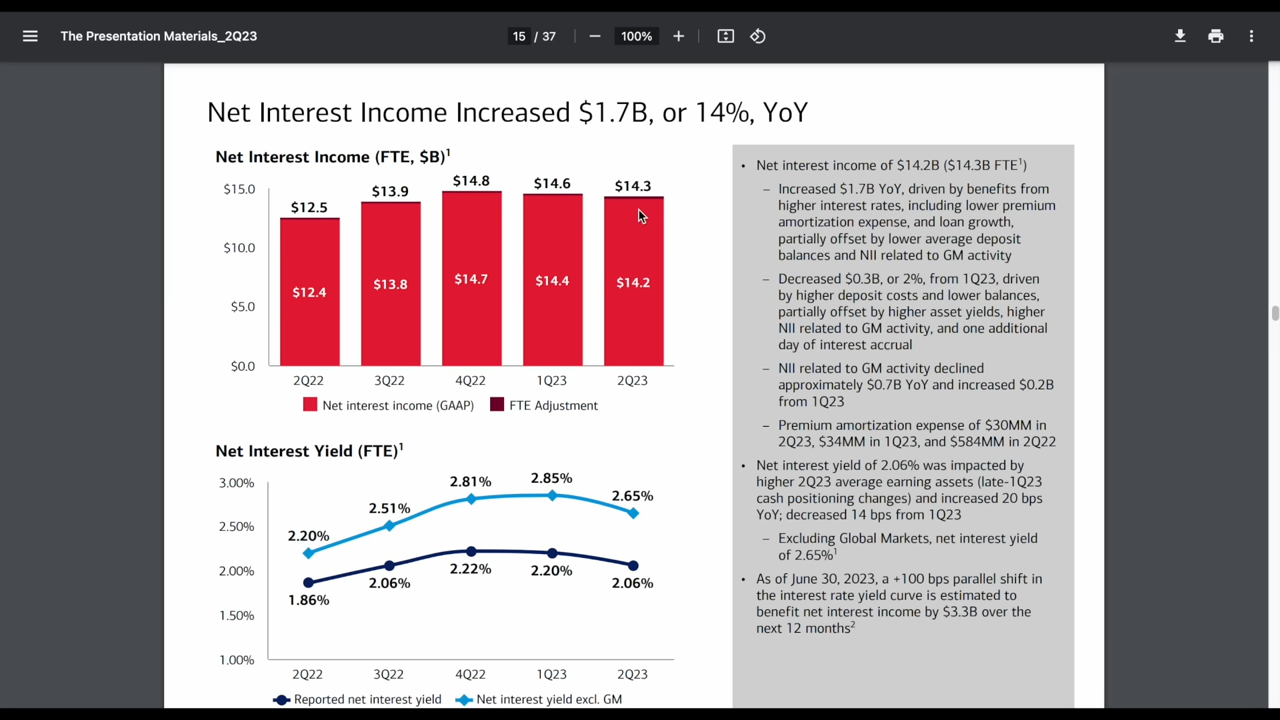 The Presentation Materials_2Q23
15 / 37
100%
Net Interest Income Increased $1.7B, or 14%, YoY
Net Interest Income (FTE, $B)1
$15.0
$10.0
$5.0
$0.0
$12.5
$13.9
$14.8
$14.6
$14.3
$12.4
$13.8
$14.7
$14.4
$14.2
2Q22
3Q22
4Q22
1Q23
2Q23
Net interest income (GAAP)
FTE Adjustment
Net Interest Yield (FTE)1
3.00%
2.50%
2.00%
1.50%
1.00%
2.20%
2.51%
2.81%
2.85%
2.65%
1.86%
2.06%
2.22%
2.20%
2.06%
2Q22
3Q22
4Q22
1Q23
2Q23
Reported net interest yield
Net interest yield excl. GM
• Net interest income of $14.2B ($14.3B FTE1)
– Increased $1.7B YoY, driven by benefits from
higher interest rates, including lower premium
amortization expense, and loan growth,
partially offset by lower average deposit
balances and NII related to GM activity
– Decreased $0.3B, or 2%, from 1Q23, driven
by higher deposit costs and lower balances,
partially offset by higher asset yields, higher
NII related to GM activity, and one additional
day of interest accrual
– NII related to GM activity declined
approximately $0.7B YoY and increased $0.2B
from 1Q23
– Premium amortization expense of $30MM in
2Q23, $34MM in 1Q23, and $584MM in 2Q22
• Net interest yield of 2.06% was impacted by
higher 2Q23 average earning assets (late-1Q23
cash positioning changes) and increased 20 bps
YoY; decreased 14 bps from 1Q23
– Excluding Global Markets, net interest yield
of 2.65%1
• As of June 30, 2023, a +100 bps parallel shift in
the interest rate yield curve is estimated to
benefit net interest income by $3.3B over the
next 12 months2